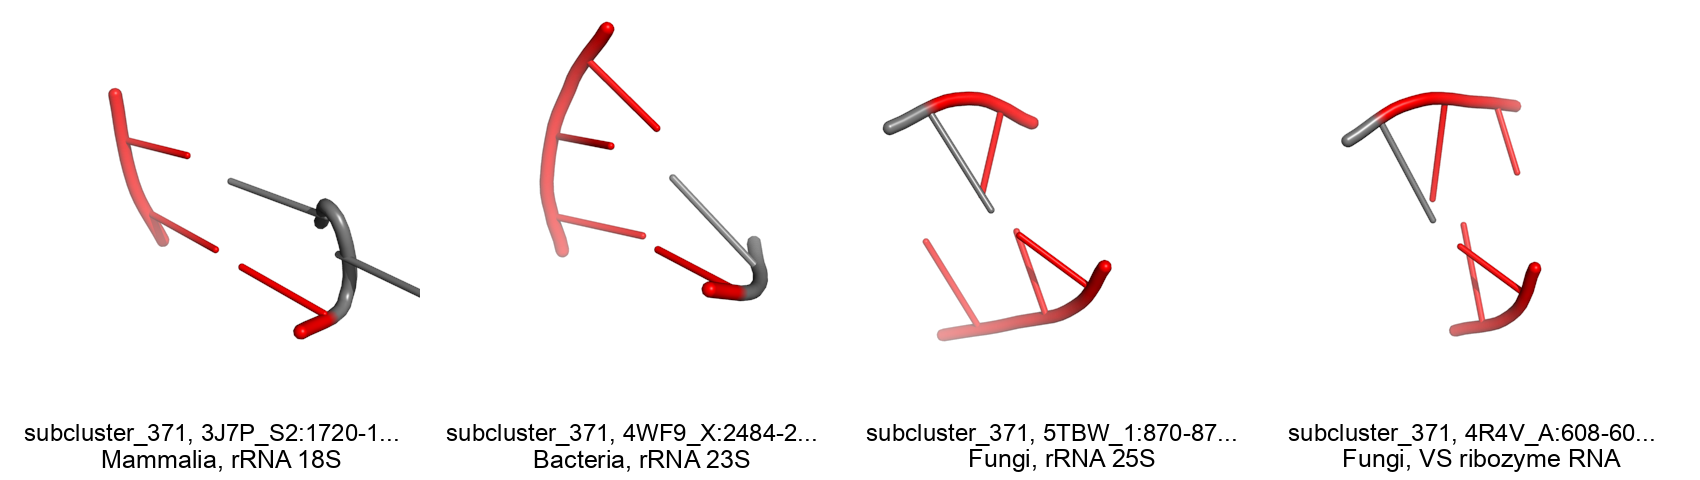 subcluster_371, 3J7P_S2:1720-1...
Mammalia, rRNA 18S
subcluster_371, 4WF9_X:2484-2...
Bacteria, rRNA 23S
subcluster_371, 5TBW_1:870-87...
Fungi, rRNA 25S
subcluster_371, 4R4V_A:608-60...
Fungi, VS ribozyme RNA